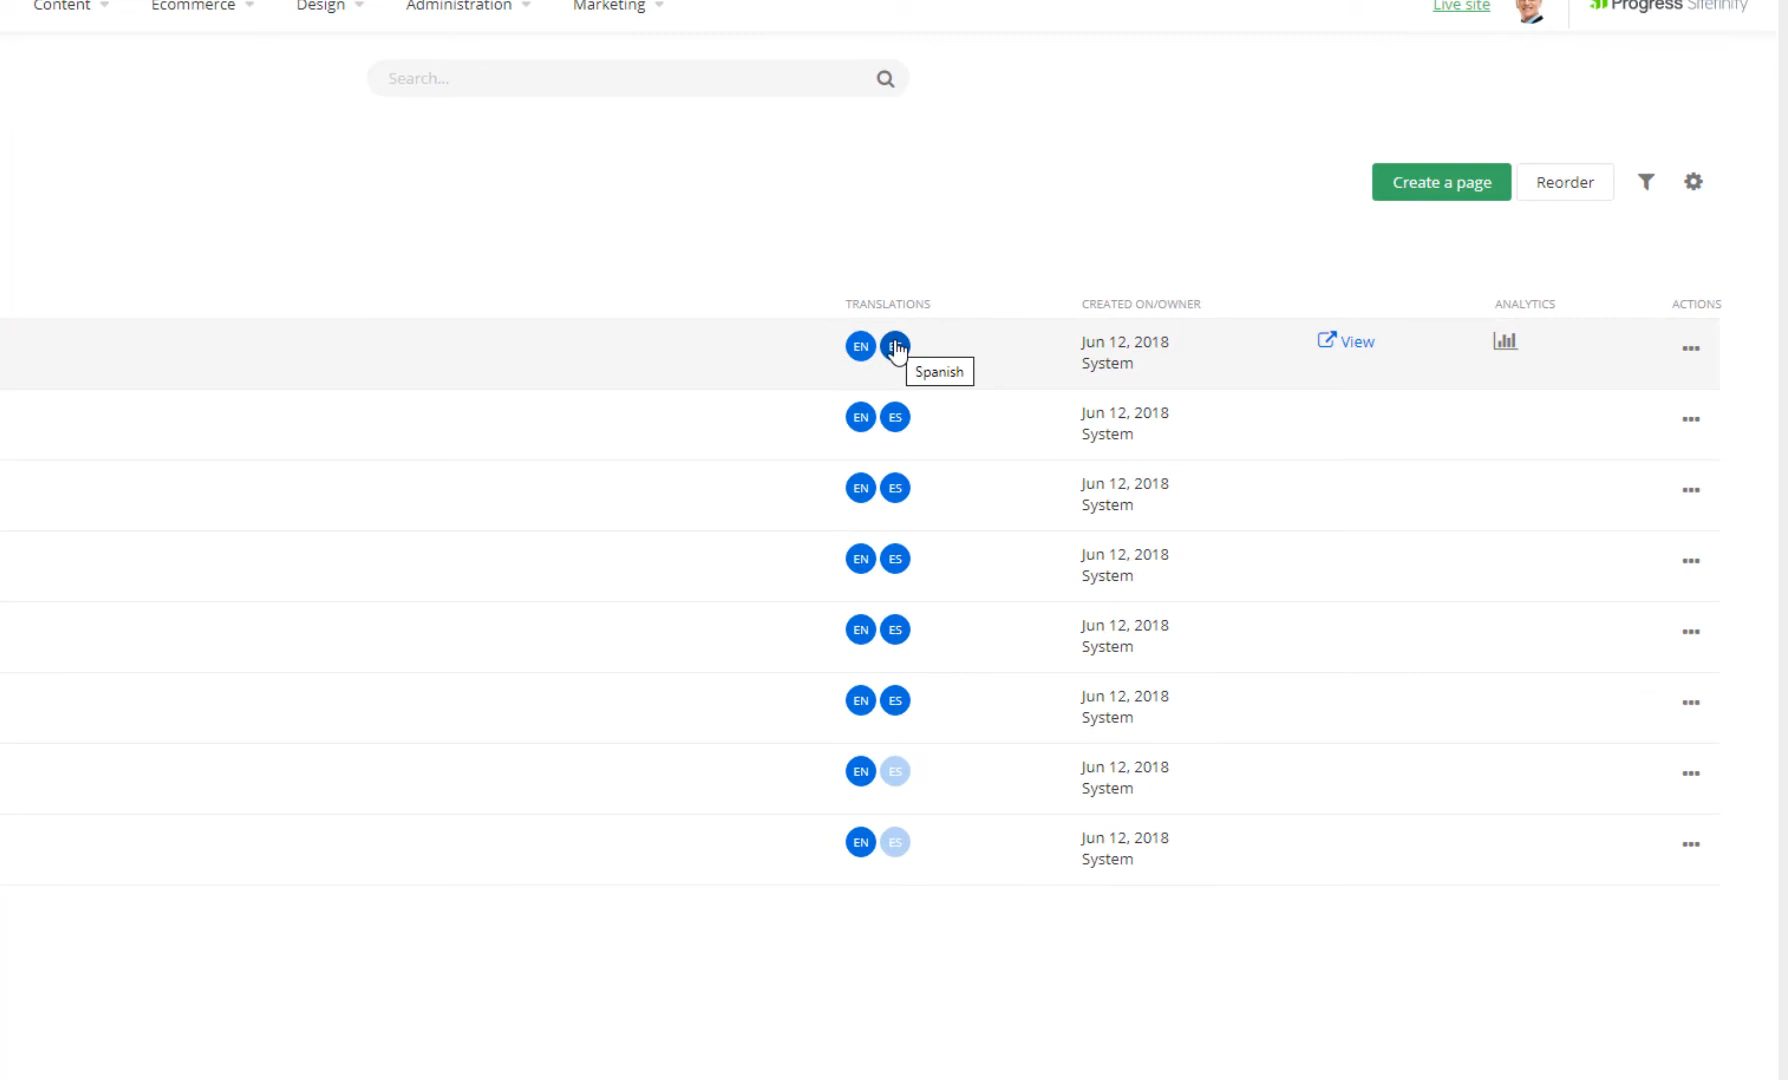 Content Ecommerce Design Administration Marketing Live site Progress Sitefinity
Search...
Create a page Reorder
TRANSLATIONS CREATED ON/OWNER ANALYTICS ACTIONS
EN Jun 12, 2018 View
System
Spanish
EN ES Jun 12, 2018
System
EN ES Jun 12, 2018
System
EN ES Jun 12, 2018
System
EN ES Jun 12, 2018
System
EN ES Jun 12, 2018
System
EN ES Jun 12, 2018
System
EN ES Jun 12, 2018
System